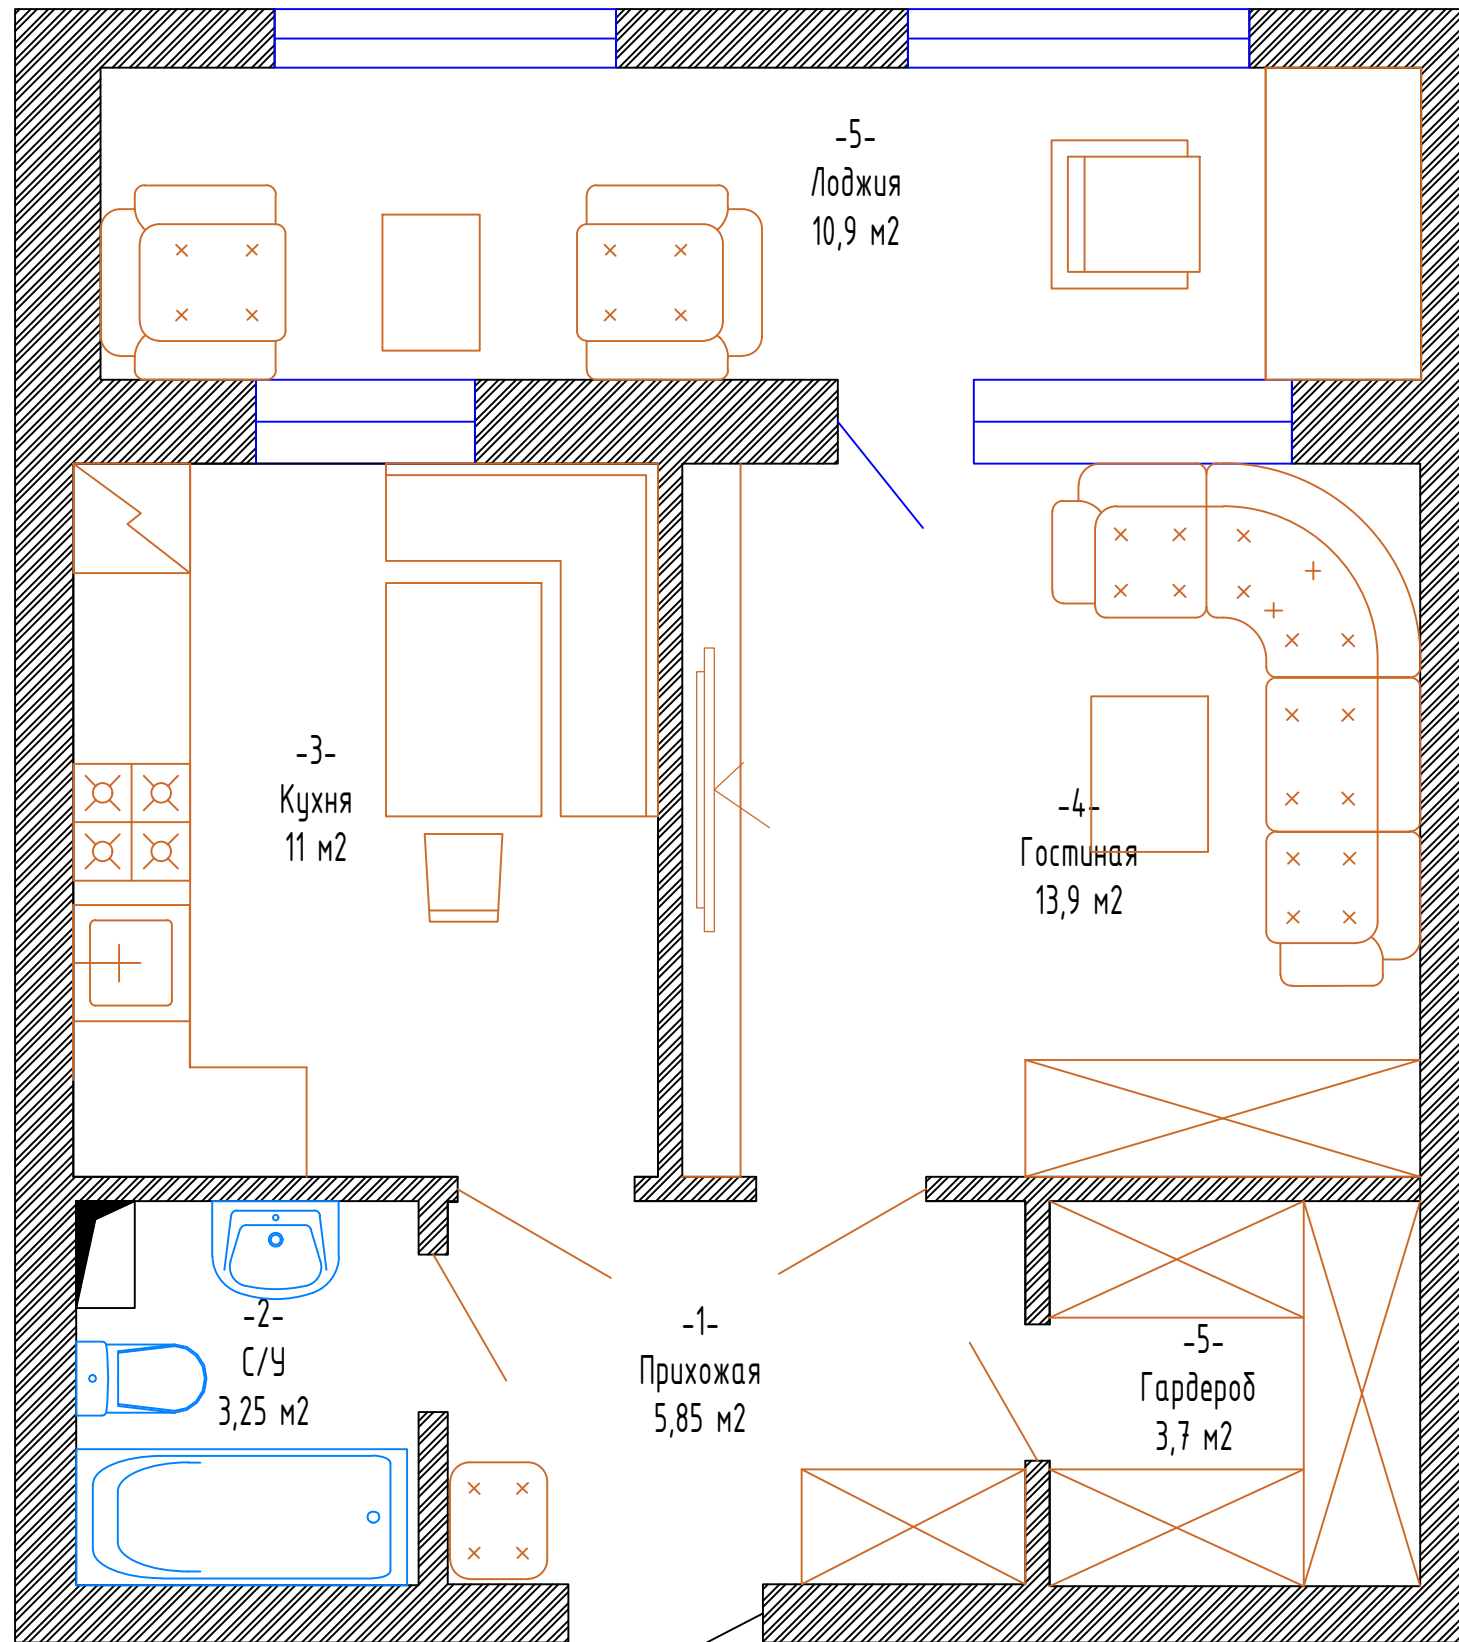 -5-
Лоджия
10,9 м2
-3-
Кухня
11 м2
-4-
Гостиная
13,9 м2
-2-
С/У
3,25 м2
-1-
Прихожая
5,85 м2
-5-
Гардероб
3,7 м2